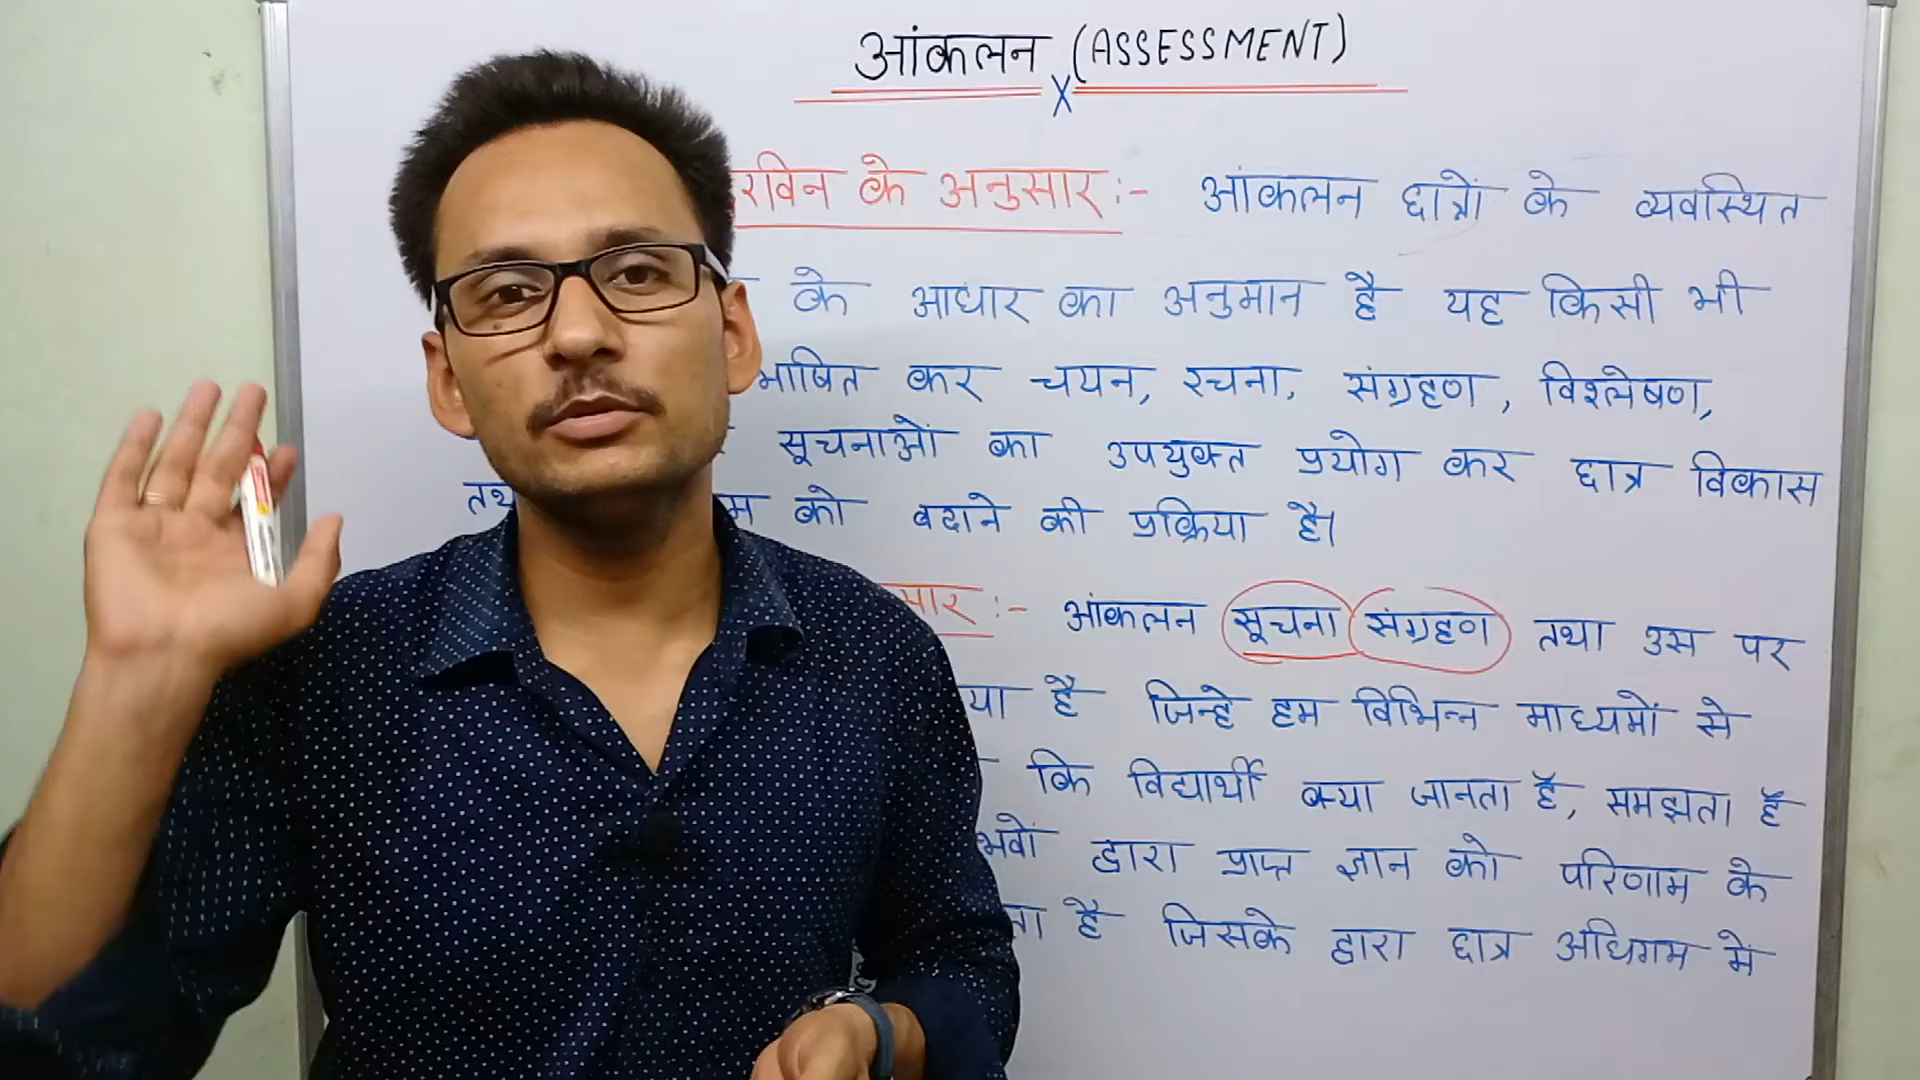 आंकलन (ASSESSMENT)
रविन के अनुसार :- आंकलन छात्रों के व्यवस्थित
के आधार का अनुमान है यह किसी भी
भाषित कर चयन, रचना, संग्रहण, विश्लेषण,
सूचनाओं का उपयुक्त प्रयोग कर छात्र विकास
तथ म को बढाने की प्रक्रिया है।
सार :- आंकलन सूचना संग्रहण तथा उस पर
या है जिन्हे हम विभिन्न माध्यमों से
कि विद्यार्थी क्या जानता है, समझता है
भवों द्वारा प्राप्त ज्ञान को परिणाम के
ता है जिसके द्वारा छात्र अधिगम में